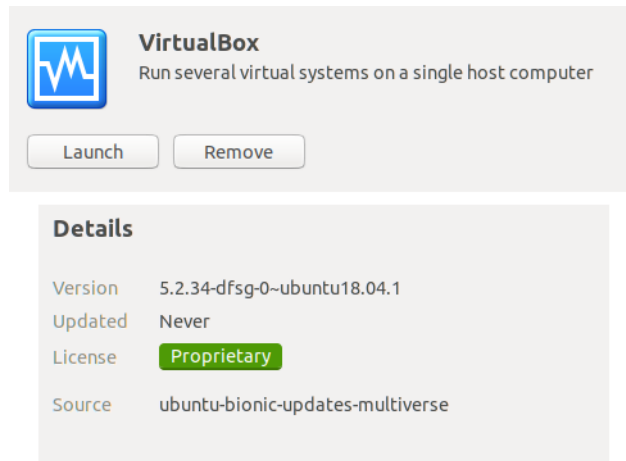 VirtualBox
Run several virtual systems on a single host computer
Launch Remove
Details
Version 5.2.34-dfsg-0~ubuntu18.04.1
Updated Never
License Proprietary
Source ubuntu-bionic-updates-multiverse